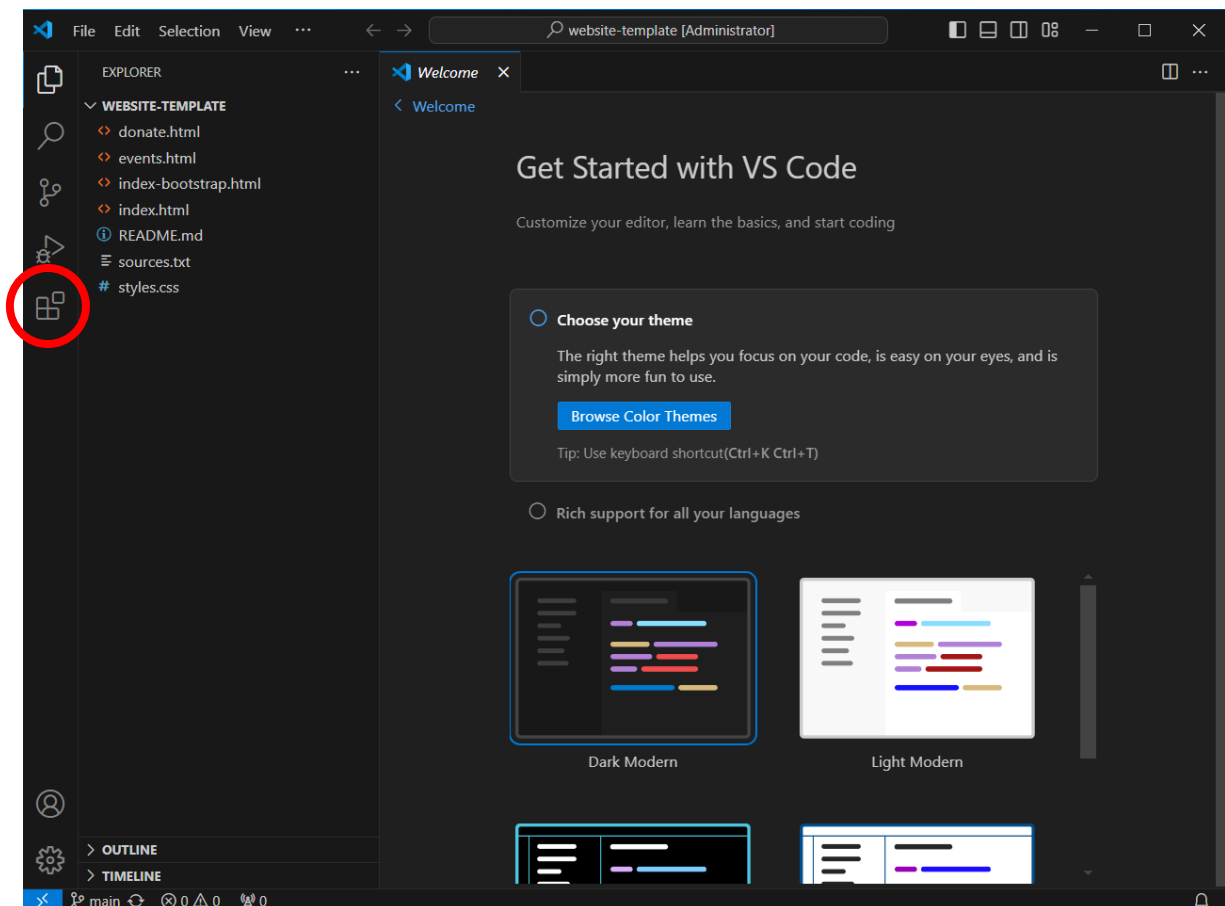 File Edit Selection View ··· website-template [Administrator]
EXPLORER ···
WEBSITE-TEMPLATE
donate.html
events.html
index-bootstrap.html
index.html
README.md
sources.txt
# styles.css
OUTLINE
TIMELINE
Welcome
Welcome
Get Started with VS Code
Customize your editor, learn the basics, and start coding
Choose your theme
The right theme helps you focus on your code, is easy on your eyes, and is
simply more fun to use.
Browse Color Themes
Tip: Use keyboard shortcut(Ctrl+K Ctrl+T)
Rich support for all your languages
Dark Modern
Light Modern
main 0 0 0